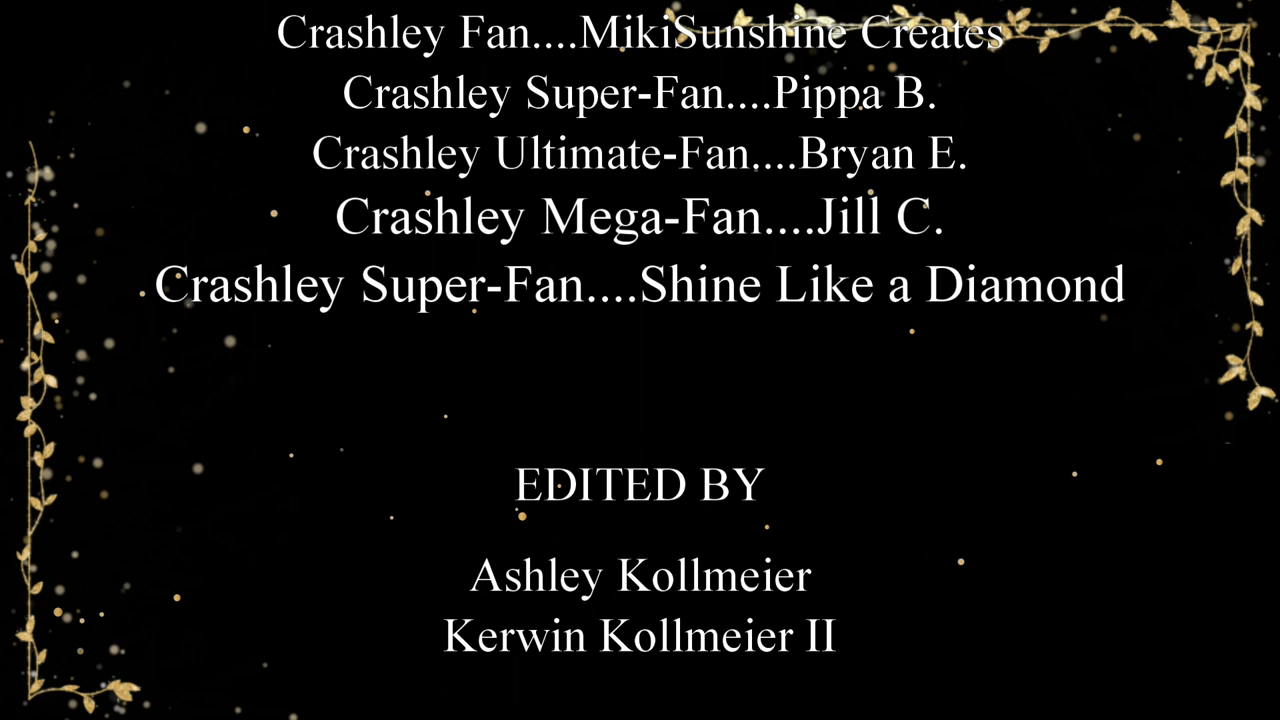 Crashley Fan....MikiSunshine Creates
Crashley Super-Fan....Pippa B.
Crashley Ultimate-Fan....Bryan E.
Crashley Mega-Fan....Jill C.
Crashley Super-Fan....Shine Like a Diamond
EDITED BY
Ashley Kollmeier
Kerwin Kollmeier II